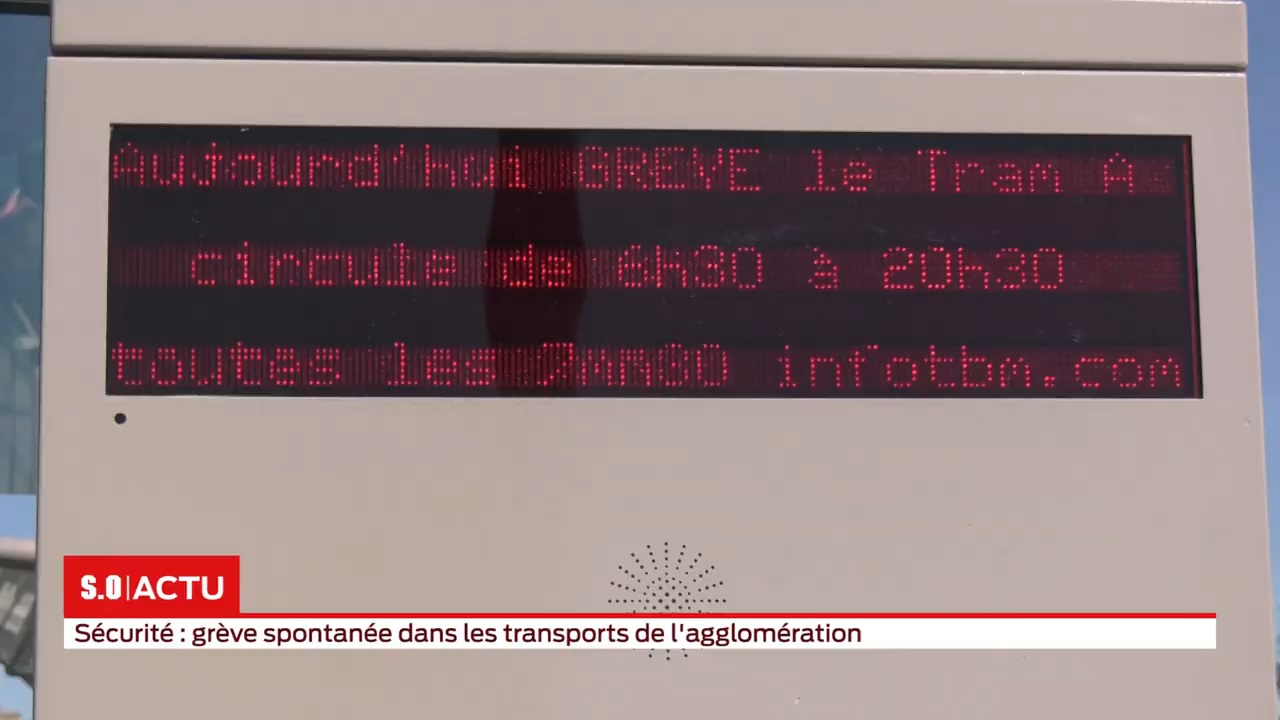 Aujourd'hui GREVE le Tram A
circule de 6h30 à 20h30
toutes les infotbm.com
S.O|ACTU
Sécurité : grève spontanée dans les transports de l'agglomération